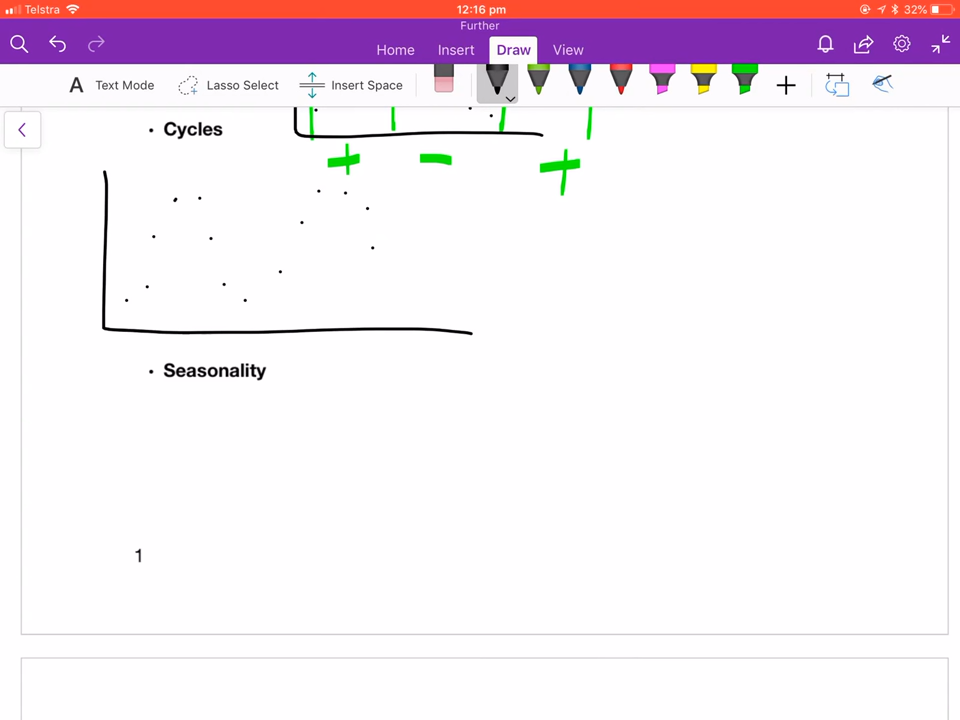 Telstra 12:16 pm 32%
Further
Home Insert Draw View
A Text Mode Lasso Select Insert Space
• Cycles
+ - +
• Seasonality
1